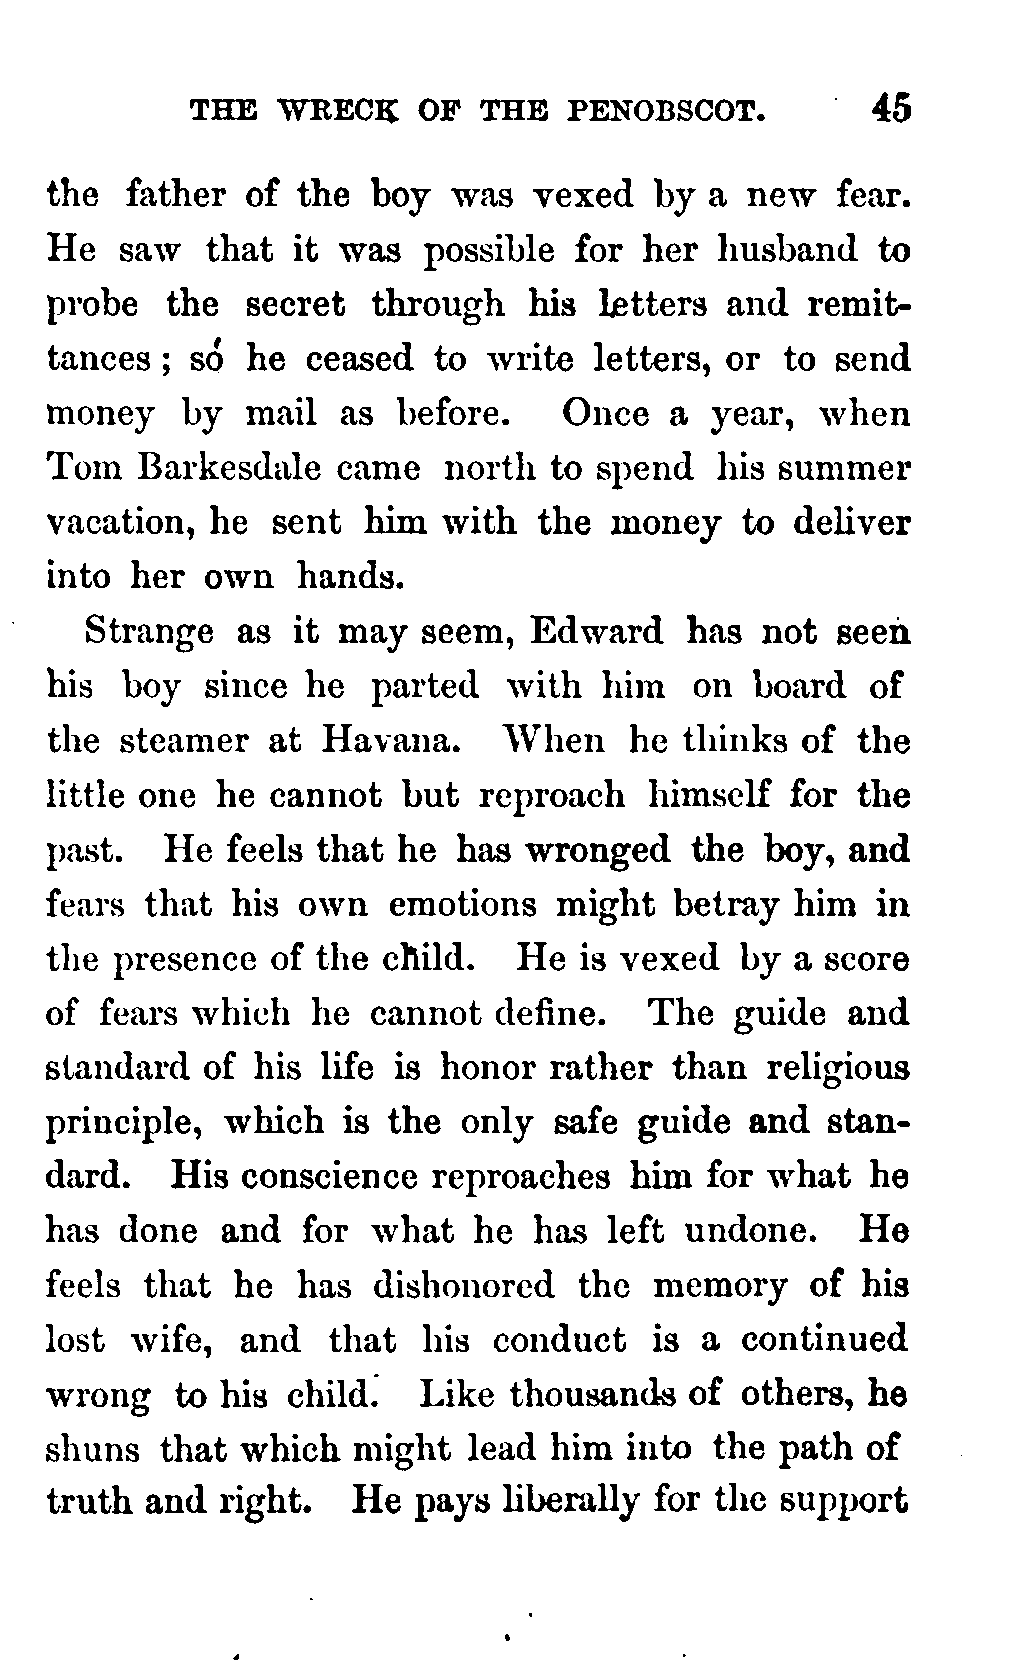 THE WRECK OF THE PENOBSCOT. 45
the father of the boy was vexed by a new fear.
He saw that it was possible for her husband to
probe the secret through his letters and remit-
tances ; so he ceased to write letters, or to send
money by mail as before. Once a year, when
Tom Barkesdale came north to spend his summer
vacation, he sent him with the money to deliver
into her own hands.
Strange as it may seem, Edward has not seen
his boy since he parted with him on board of
the steamer at Havana. When he thinks of the
little one he cannot but reproach himself for the
past. He feels that he has wronged the boy, and
fears that his own emotions might betray him in
the presence of the child. He is vexed by a score
of fears which he cannot define. The guide and
standard of his life is honor rather than religious
principle, which is the only safe guide and stan-
dard. His conscience reproaches him for what he
has done and for what he has left undone. He
feels that he has dishonored the memory of his
lost wife, and that his conduct is a continued
wrong to his child. Like thousands of others, he
shuns that which might lead him into the path of
truth and right. He pays liberally for the support